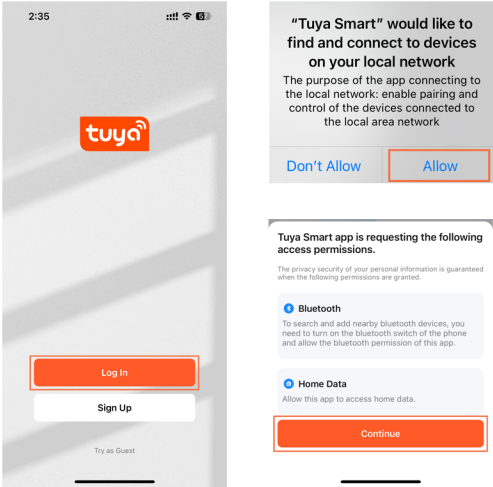 2:35
tuya
Log In
Sign Up
Try as Guest
“Tuya Smart” would like to
find and connect to devices
on your local network
The purpose of the app connecting to
the local network: enable pairing and
control of the devices connected to
the local area network
Don’t Allow
Allow
Tuya Smart app is requesting the following
access permissions.
The privacy security of your personal information is guaranteed
when the following permissions are granted.
Bluetooth
To search and add nearby bluetooth devices, you
need to turn on the bluetooth switch of the phone
and allow the bluetooth permission of this app.
Home Data
Allow this app to access home data.
Continue